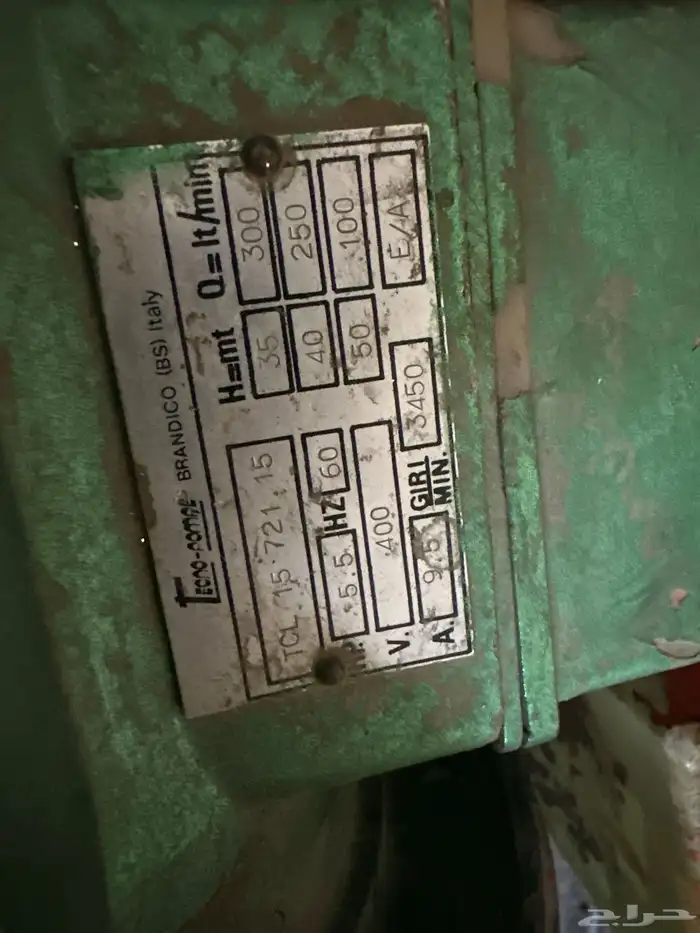 Tecno-pompe BRANDICO (BS) Italy
H=mt Q=lt/min
TCL 15 721.15 35 300
5.5 HZ 60 40 250
V. 400 50 100
A. 9.5 GIRI MIN. 3450 E/A
حراج